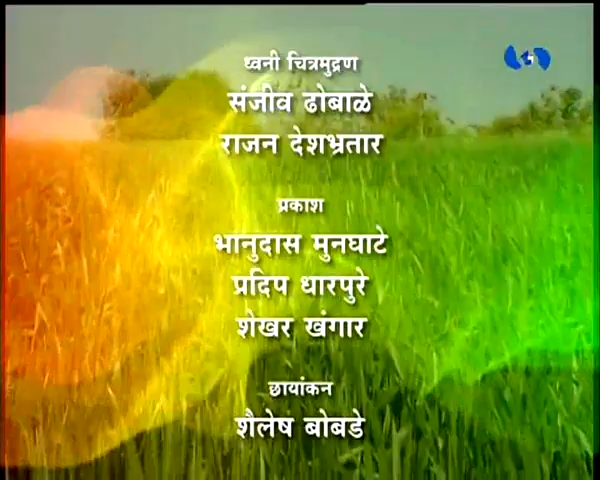 ध्वनी चित्रमुद्रण
संजीव ढोबाळे
राजन देशभ्रतार
प्रकाश
भानुदास मुनघाटे
प्रदिप धारपुरे
शेखर खंगार
छायांकन
शैलेष बोबडे